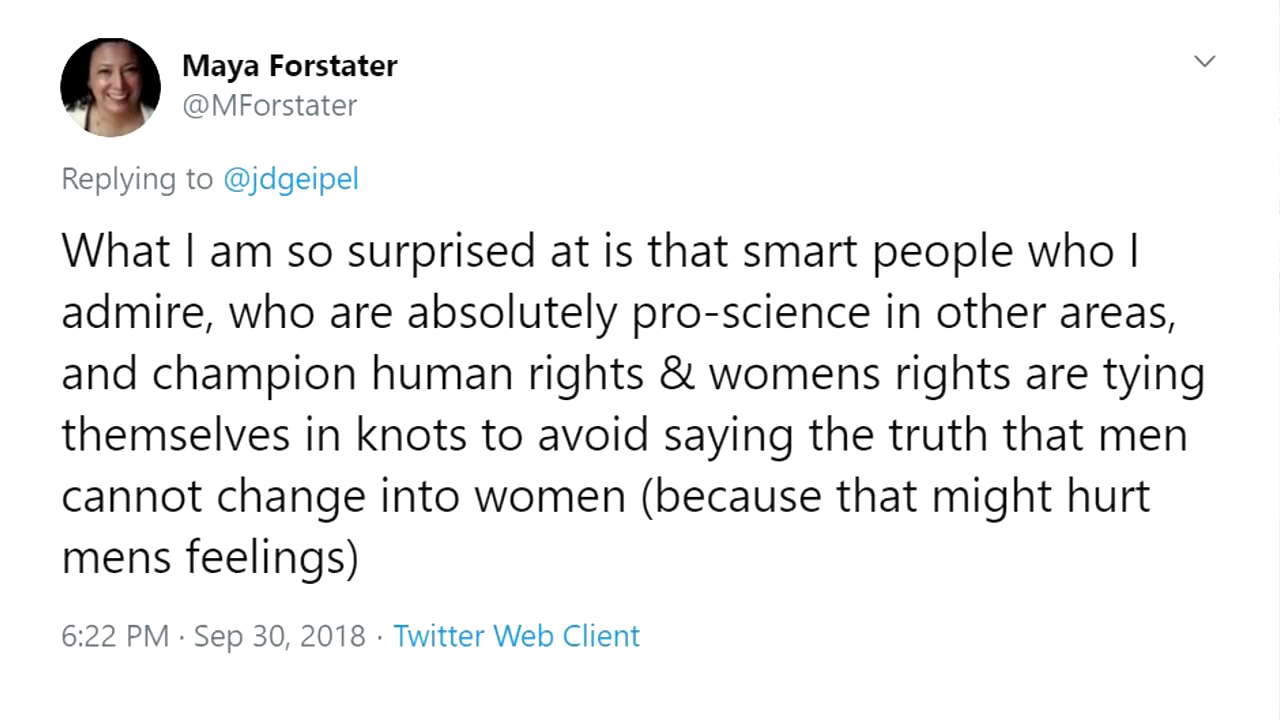 Maya Forstater
@MForstater
Replying to @jdgeipel
What I am so surprised at is that smart people who I
admire, who are absolutely pro-science in other areas,
and champion human rights & womens rights are tying
themselves in knots to avoid saying the truth that men
cannot change into women (because that might hurt
mens feelings)
6:22 PM · Sep 30, 2018 · Twitter Web Client